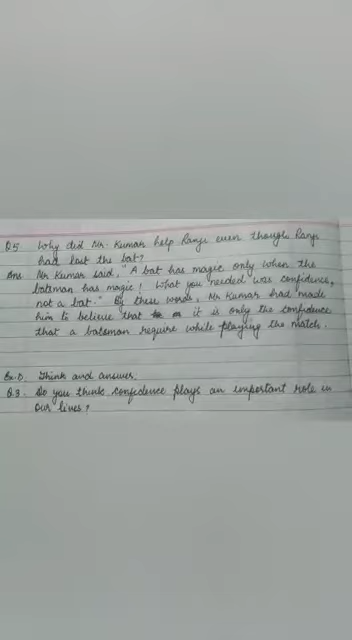 Q.5. Why did Mr. Kumar help Ranji even though Ranji
had lost the bat?
Ans Mr Kumar said, "A bat has magic only when the
batsman has magic! What you needed was confidence,
not a bat." By these words, Mr Kumar had made
him to believe that it is only the confidence
that a batsman require while playing the match.
Ex.D. Think and answer.
Q.3. Do you think confidence plays an important role in
our lives?